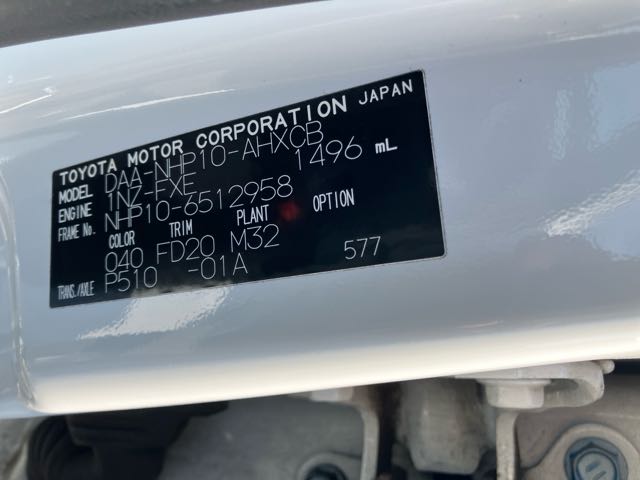 TOYOTA MOTOR CORPORATION JAPAN
MODEL DAA-NHP10-AHXCB
ENGINE 1NZ-FXE 1496 mL
FRAME No. NHP10-6512958
COLOR TRIM PLANT OPTION
040 FD20 M32
TRANS./AXLE P510 -01A 577